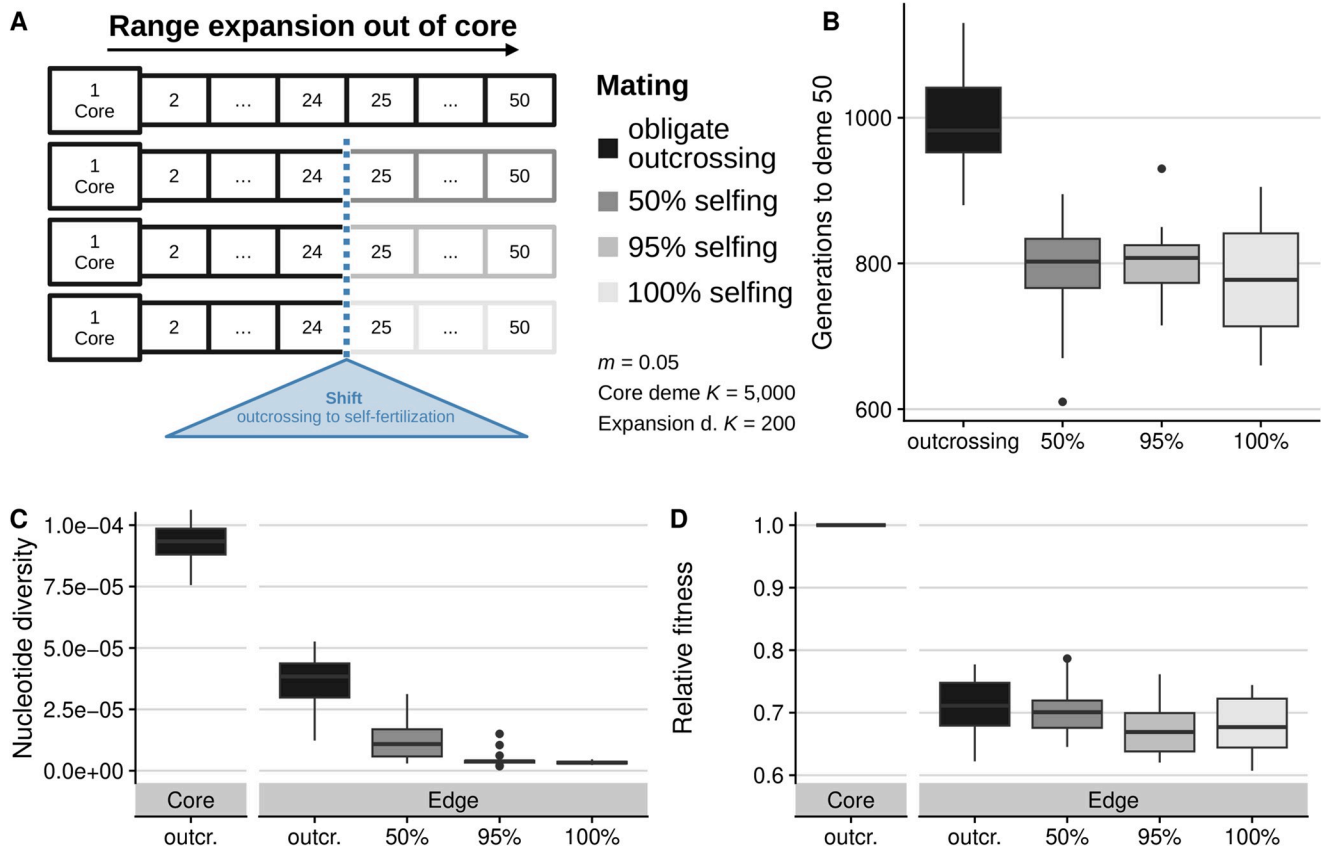 A
Range expansion out of core
1
Core
2
...
24
25
...
50
1
Core
2
...
24
25
...
50
1
Core
2
...
24
25
...
50
1
Core
2
...
24
25
...
50
Shift
outcrossing to self-fertilization
Mating
obligate
outcrossing
50% selfing
95% selfing
100% selfing
m = 0.05
Core deme K = 5,000
Expansion d. K = 200
B
Generations to deme 50
1000
800
600
outcrossing 50% 95% 100%
C
Nucleotide diversity
1.0e−04
7.5e−05
5.0e−05
2.5e−05
0.0e+00
Core Edge
outcr. outcr. 50% 95% 100%
D
Relative fitness
1.0
0.9
0.8
0.7
0.6
Core Edge
outcr. outcr. 50% 95% 100%